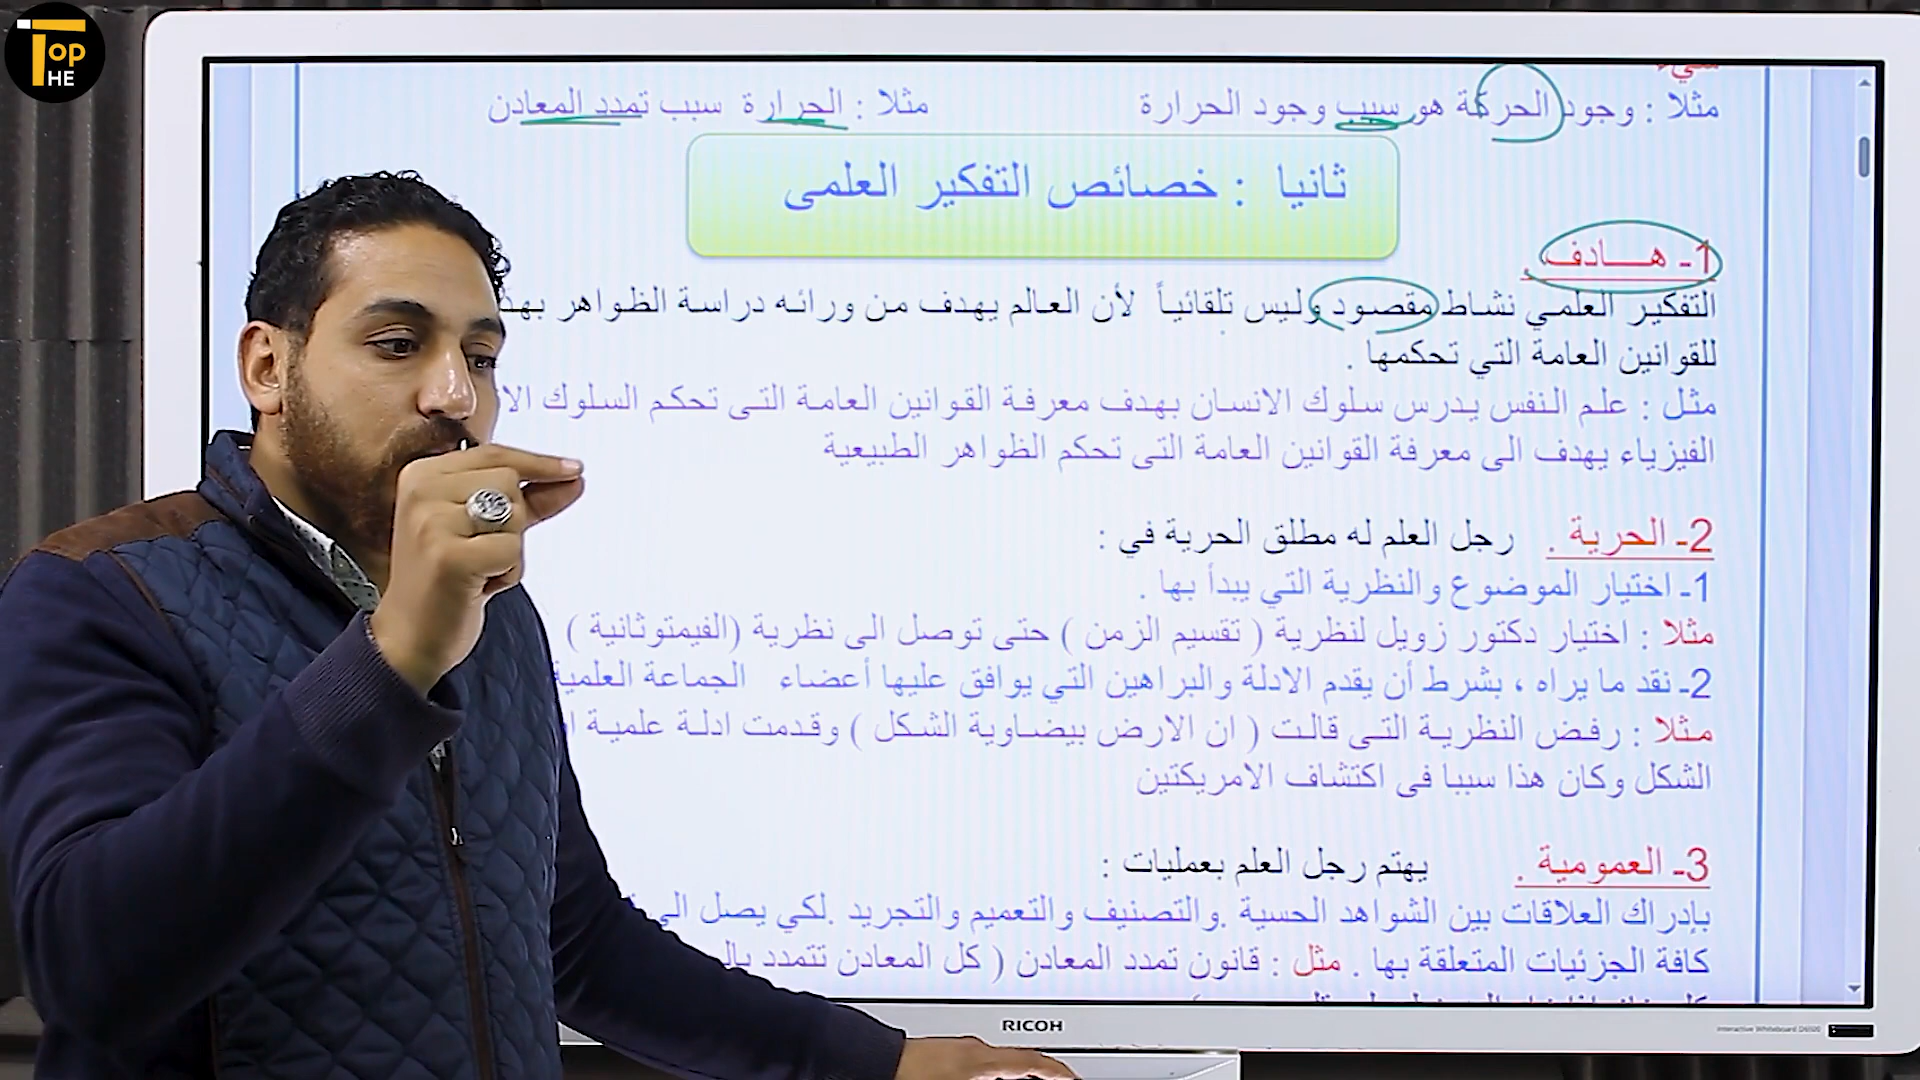 TOP
THE
مثلا : وجود الحركة هو سبب وجود الحرارة مثلا : الحرارة سبب تمدد المعادن
ثانيا : خصائص التفكير العلمى
1- هـــادف .
التفكير العلمي نشاط مقصود وليس تلقائياً لأن العالم يهدف من ورائه دراسة الظواهر
للقوانين العامة التي تحكمها .
مثل : علم النفس يدرس سلوك الانسان بهدف معرفة القوانين العامة التى تحكم السلوك
الفيزياء يهدف الى معرفة القوانين العامة التى تحكم الظواهر الطبيعية
2- الحرية . رجل العلم له مطلق الحرية في :
1- اختيار الموضوع والنظرية التي يبدأ بها .
مثلا : اختيار دكتور زويل لنظرية ( تقسيم الزمن ) حتى توصل الى نظرية (الفيمتوثانية )
2- نقد ما يراه ، بشرط أن يقدم الادلة والبراهين التي يوافق عليها أعضاء الجماعة العلمية
مثلا : رفض النظرية التى قالت ( ان الارض بيضاوية الشكل ) وقدمت ادلة علمية
الشكل وكان هذا سببا فى اكتشاف الامريكتين
3- العمومية . يهتم رجل العلم بعمليات :
بإدراك العلاقات بين الشواهد الحسية .والتصنيف والتعميم والتجريد .لكي يصل الى
كافة الجزئيات المتعلقة بها . مثل : قانون تمدد المعادن ( كل المعادن تتمدد
RICOH